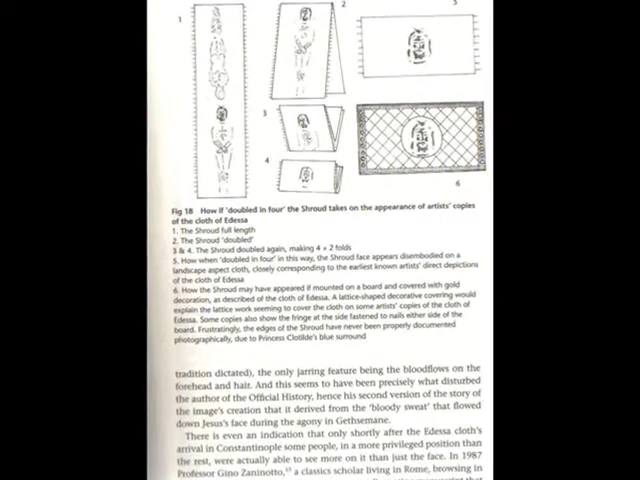 1
2
5
3
4
6
Fig 18 How if 'doubled in four' the Shroud takes on the appearance of artists' copies
of the cloth of Edessa
1. The Shroud full length
2. The Shroud 'doubled'
3 & 4. The Shroud doubled again, making 4 × 2 folds
5. How when 'doubled in four' in this way, the Shroud face appears disembodied on a
landscape aspect cloth, closely corresponding to the earliest known artists' direct depictions
of the cloth of Edessa
6. How the Shroud may have appeared if mounted on a board and covered with gold
decoration, as described of the cloth of Edessa. A lattice-shaped decorative covering would
explain the lattice work seeming to cover the cloth on some artists' copies of the cloth of
Edessa. Some copies also show the fringe at the side fastened to nails either side of the
board. Frustratingly, the edges of the Shroud have never been properly documented
photographically, due to Princess Clotilde's blue surround
tradition dictated), the only jarring feature being the bloodflows on the
forehead and hair. And this seems to have been precisely what disturbed
the author of the Official History, hence his second version of the story of
the image's creation that it derived from the 'bloody sweat' that flowed
down Jesus's face during the agony in Gethsemane.
There is even an indication that only shortly after the Edessa cloth's
arrival in Constantinople some people, in a more privileged position than
the rest, were actually able to see more on it than just the face. In 1987
Professor Gino Zaninotto, a classics scholar living in Rome, browsing in